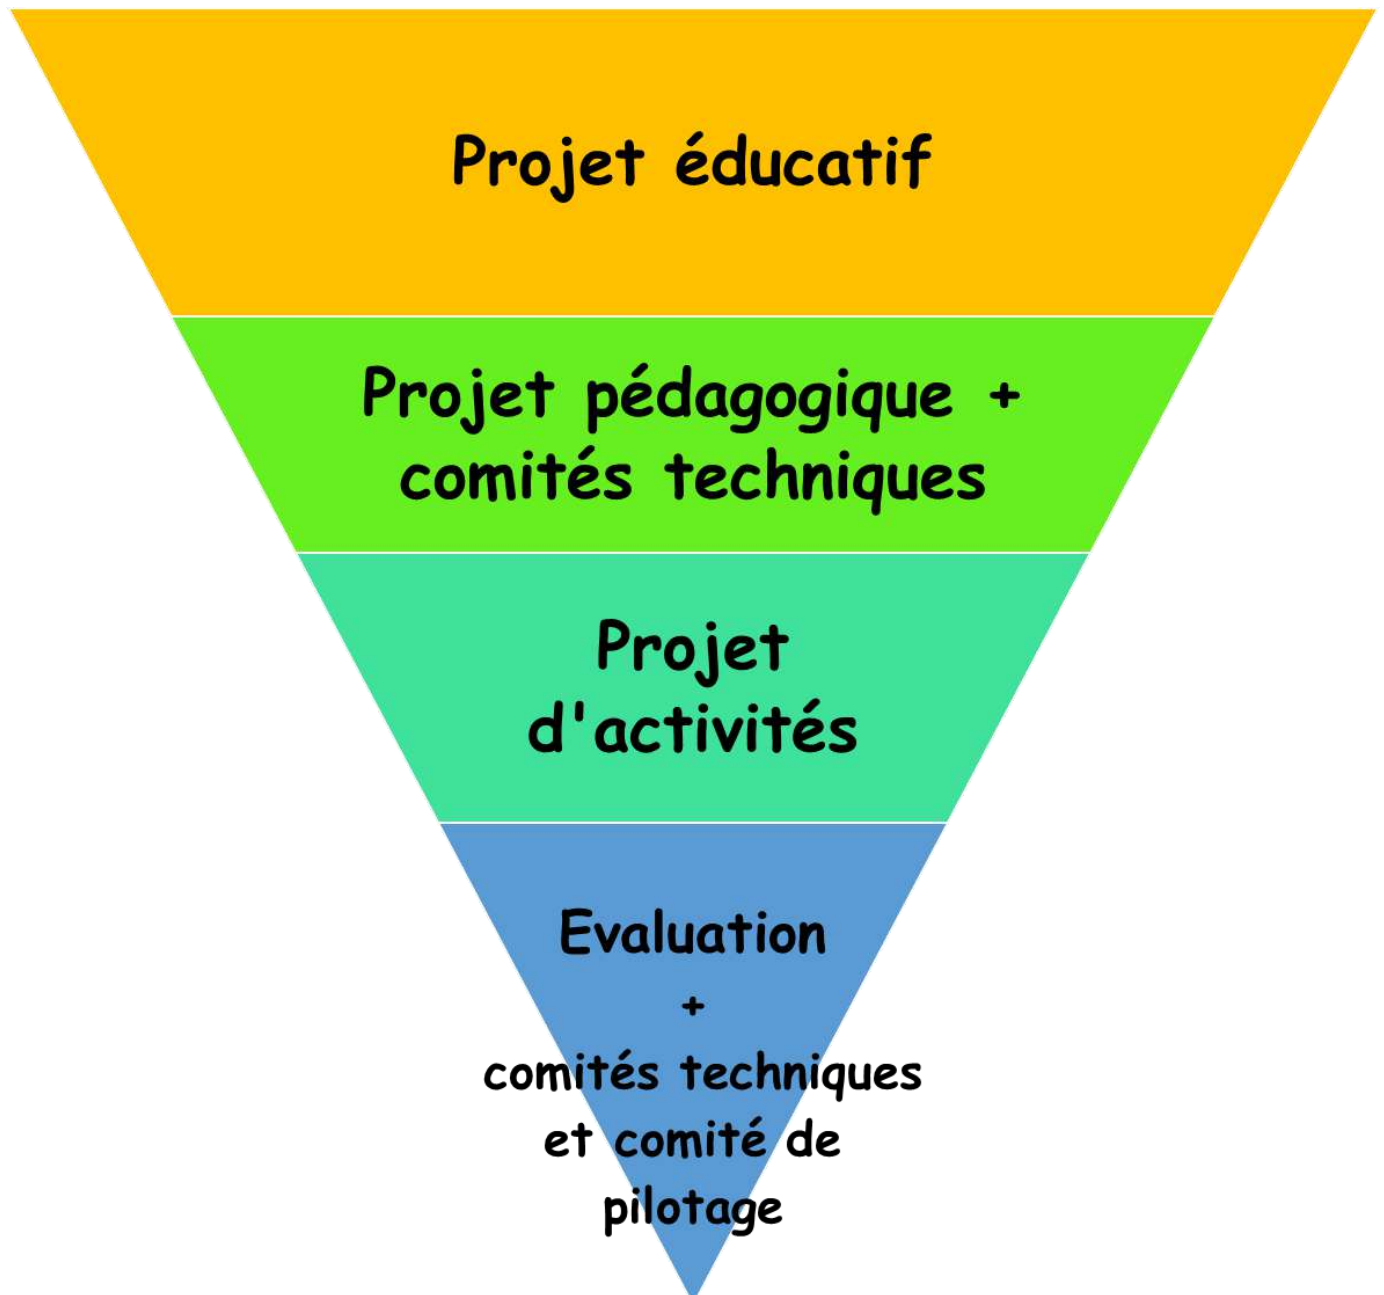 Projet éducatif
Projet pédagogique +
comités techniques
Projet
d'activités
Evaluation
+
comités techniques
et comité de
pilotage